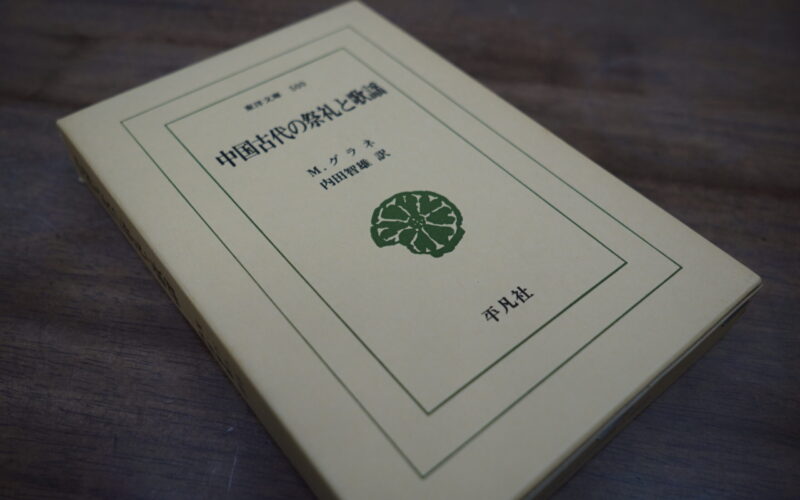 東洋文庫 500
中国古代の祭礼と歌謡
M・グラネ
内田智雄 訳
平凡社